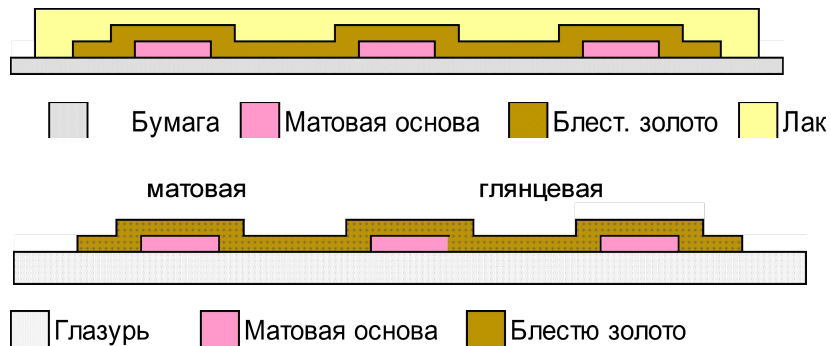 Бумага Матовая основа Блест. золото Лак
матовая глянцевая
Глазурь Матовая основа Блестю золото